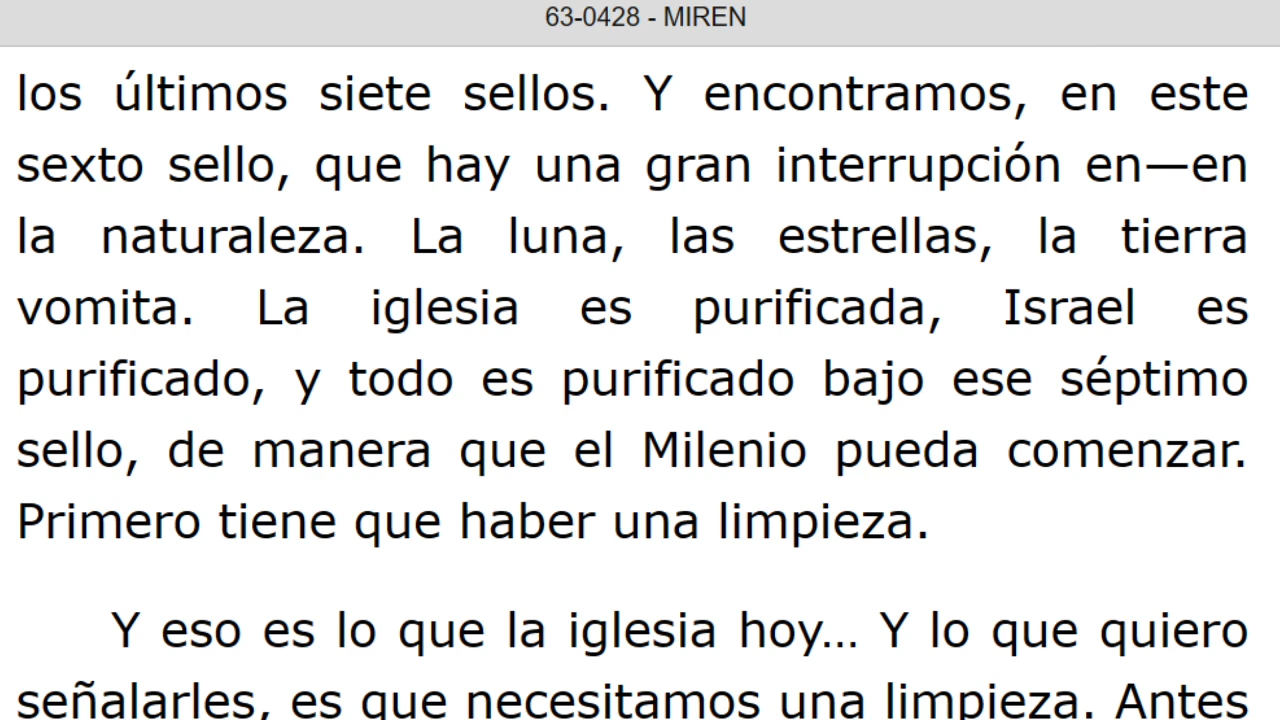 63-0428 - MIREN
los últimos siete sellos. Y encontramos, en este
sexto sello, que hay una gran interrupción en—en
la naturaleza. La luna, las estrellas, la tierra
vomita. La iglesia es purificada, Israel es
purificado, y todo es purificado bajo ese séptimo
sello, de manera que el Milenio pueda comenzar.
Primero tiene que haber una limpieza.
Y eso es lo que la iglesia hoy... Y lo que quiero
señalarles, es que necesitamos una limpieza. Antes